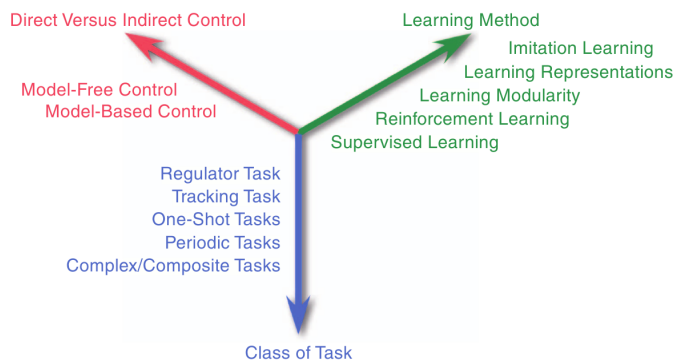 Direct Versus Indirect Control
Learning Method
Imitation Learning
Learning Representations
Learning Modularity
Reinforcement Learning
Supervised Learning
Model-Free Control
Model-Based Control
Regulator Task
Tracking Task
One-Shot Tasks
Periodic Tasks
Complex/Composite Tasks
Class of Task